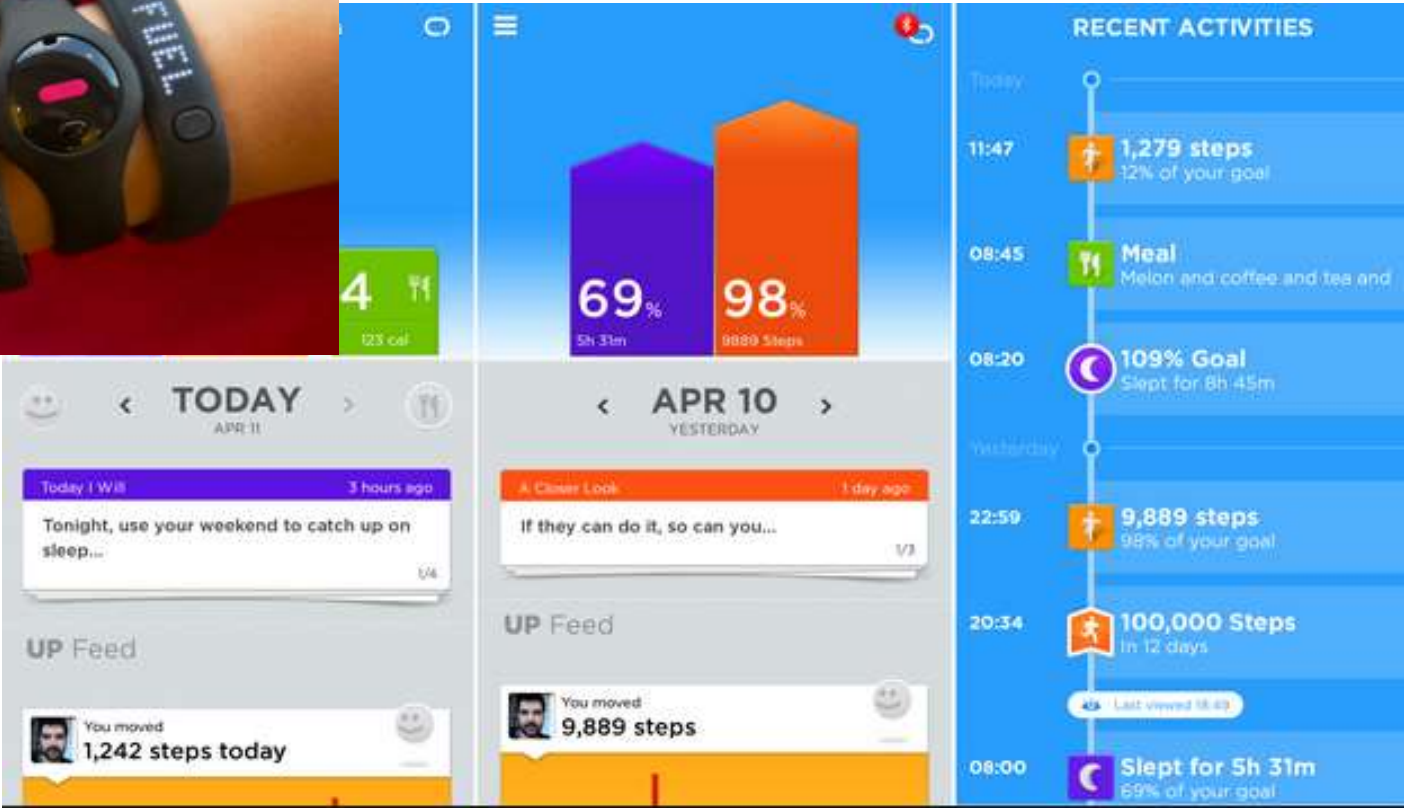 FUEL
4
123 cal
TODAY
APR 11
Today I Will
3 hours ago
Tonight, use your weekend to catch up on
sleep...
1/4
UP Feed
You moved
1,242 steps today
69%
5h 31m
98%
9889 Steps
APR 10
YESTERDAY
A Closer Look
1 day ago
If they can do it, so can you...
1/3
UP Feed
You moved
9,889 steps
RECENT ACTIVITIES
Today
11:47
1,279 steps
12% of your goal
08:45
Meal
Melon and coffee and tea and
08:20
109% Goal
Slept for 8h 45m
Yesterday
22:59
9,889 steps
98% of your goal
20:34
100,000 Steps
In 12 days
Last viewed 18:49
08:00
Slept for 5h 31m
69% of your goal